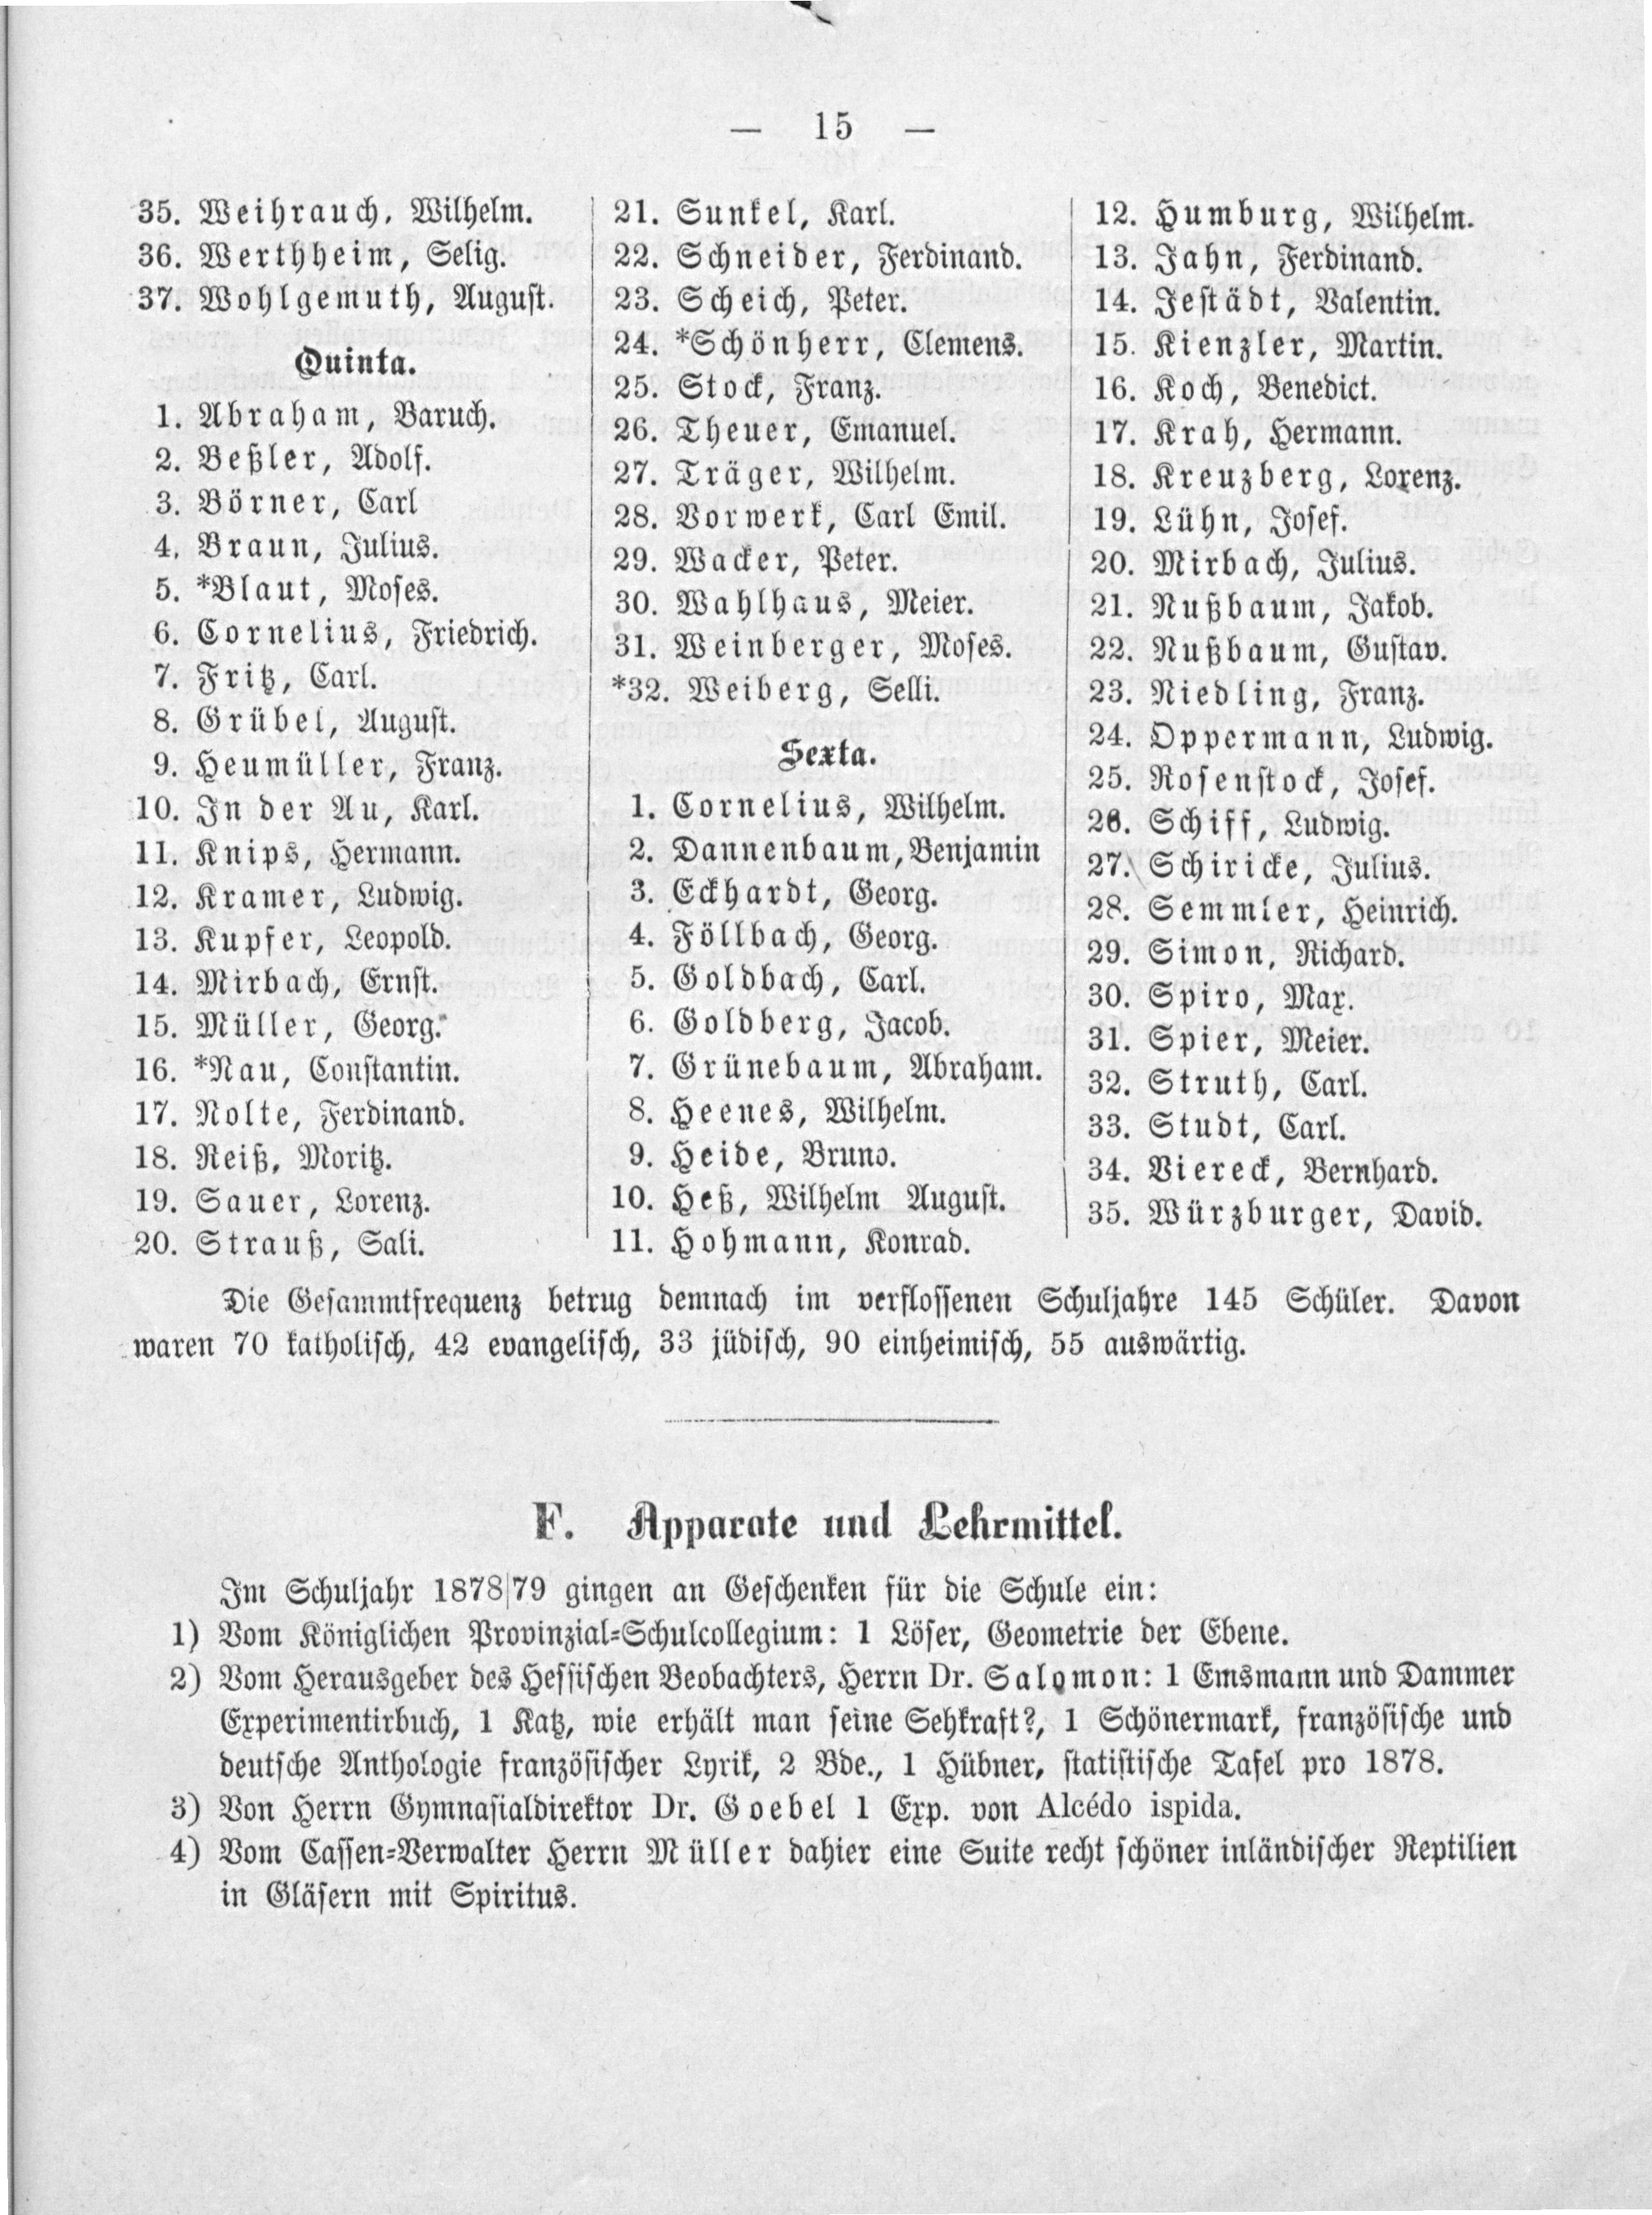 — 15 —
35. Weihrauch, Wilhelm.
36. Werthheim, Selig.
37. Wohlgemuth, August.
Quinta.
1. Abraham, Baruch.
2. Beßler, Adolf.
3. Börner, Carl
4. Braun, Julius.
5. *Blaut, Moses.
6. Cornelius, Friedrich.
7. Fritz, Carl.
8. Grübel, August.
9. Heumüller, Franz.
10. In der Au, Karl.
11. Knips, Hermann.
12. Kramer, Ludwig.
13. Kupfer, Leopold.
14. Mirbach, Ernst.
15. Müller, Georg.
16. *Nau, Constantin.
17. Nolte, Ferdinand.
18. Reiß, Moritz.
19. Sauer, Lorenz.
20. Strauß, Sali.
21. Sunkel, Karl.
22. Schneider, Ferdinand.
23. Scheich, Peter.
24. *Schönherr, Clemens.
25. Stock, Franz.
26. Theuer, Emanuel.
27. Träger, Wilhelm.
28. Vorwerk, Carl Emil.
29. Wacker, Peter.
30. Wahlhaus, Meier.
31. Weinberger, Moses.
*32. Weiberg, Selli.
Sexta.
1. Cornelius, Wilhelm.
2. Dannenbaum, Benjamin
3. Eckhardt, Georg.
4. Föllbach, Georg.
5. Goldbach, Carl.
6. Goldberg, Jacob.
7. Grünebaum, Abraham.
8. Heenes, Wilhelm.
9. Heide, Bruno.
10. Heß, Wilhelm August.
11. Hohmann, Konrad.
12. Humburg, Wilhelm.
13. Jahn, Ferdinand.
14. Jestädt, Valentin.
15. Kienzler, Martin.
16. Koch, Benedict.
17. Krah, Hermann.
18. Kreuzberg, Lorenz.
19. Lühn, Josef.
20. Mirbach, Julius.
21. Nußbaum, Jakob.
22. Nußbaum, Gustav.
23. Niedling, Franz.
24. Oppermann, Ludwig.
25. Rosenstock, Josef.
26. Schiff, Ludwig.
27. Schiricke, Julius.
28. Semmler, Heinrich.
29. Simon, Richard.
30. Spiro, Max.
31. Spier, Meier.
32. Struth, Carl.
33. Studt, Carl.
34. Viereck, Bernhard.
35. Würzburger, David.
Die Gesammtfrequenz betrug demnach im verflossenen Schuljahre 145 Schüler. Davon
waren 70 katholisch, 42 evangelisch, 33 jüdisch, 90 einheimisch, 55 auswärtig.
F. Apparate und Lehrmittel.
Im Schuljahr 1878/79 gingen an Geschenken für die Schule ein:
1) Vom Königlichen Provinzial-Schulcollegium: 1 Löser, Geometrie der Ebene.
2) Vom Herausgeber des Hessischen Beobachters, Herrn Dr. Salomon: 1 Emsmann und Dammer
Experimentirbuch, 1 Katz, wie erhält man seine Sehkraft?, 1 Schönermark, französische und
deutsche Anthologie französischer Lyrik, 2 Bde., 1 Hübner, statistische Tafel pro 1878.
3) Von Herrn Gymnasialdirektor Dr. Goebel 1 Exp. von Alcédo ispida.
4) Vom Cassen-Verwalter Herrn Müller dahier eine Suite recht schöner inländischer Reptilien
in Gläsern mit Spiritus.